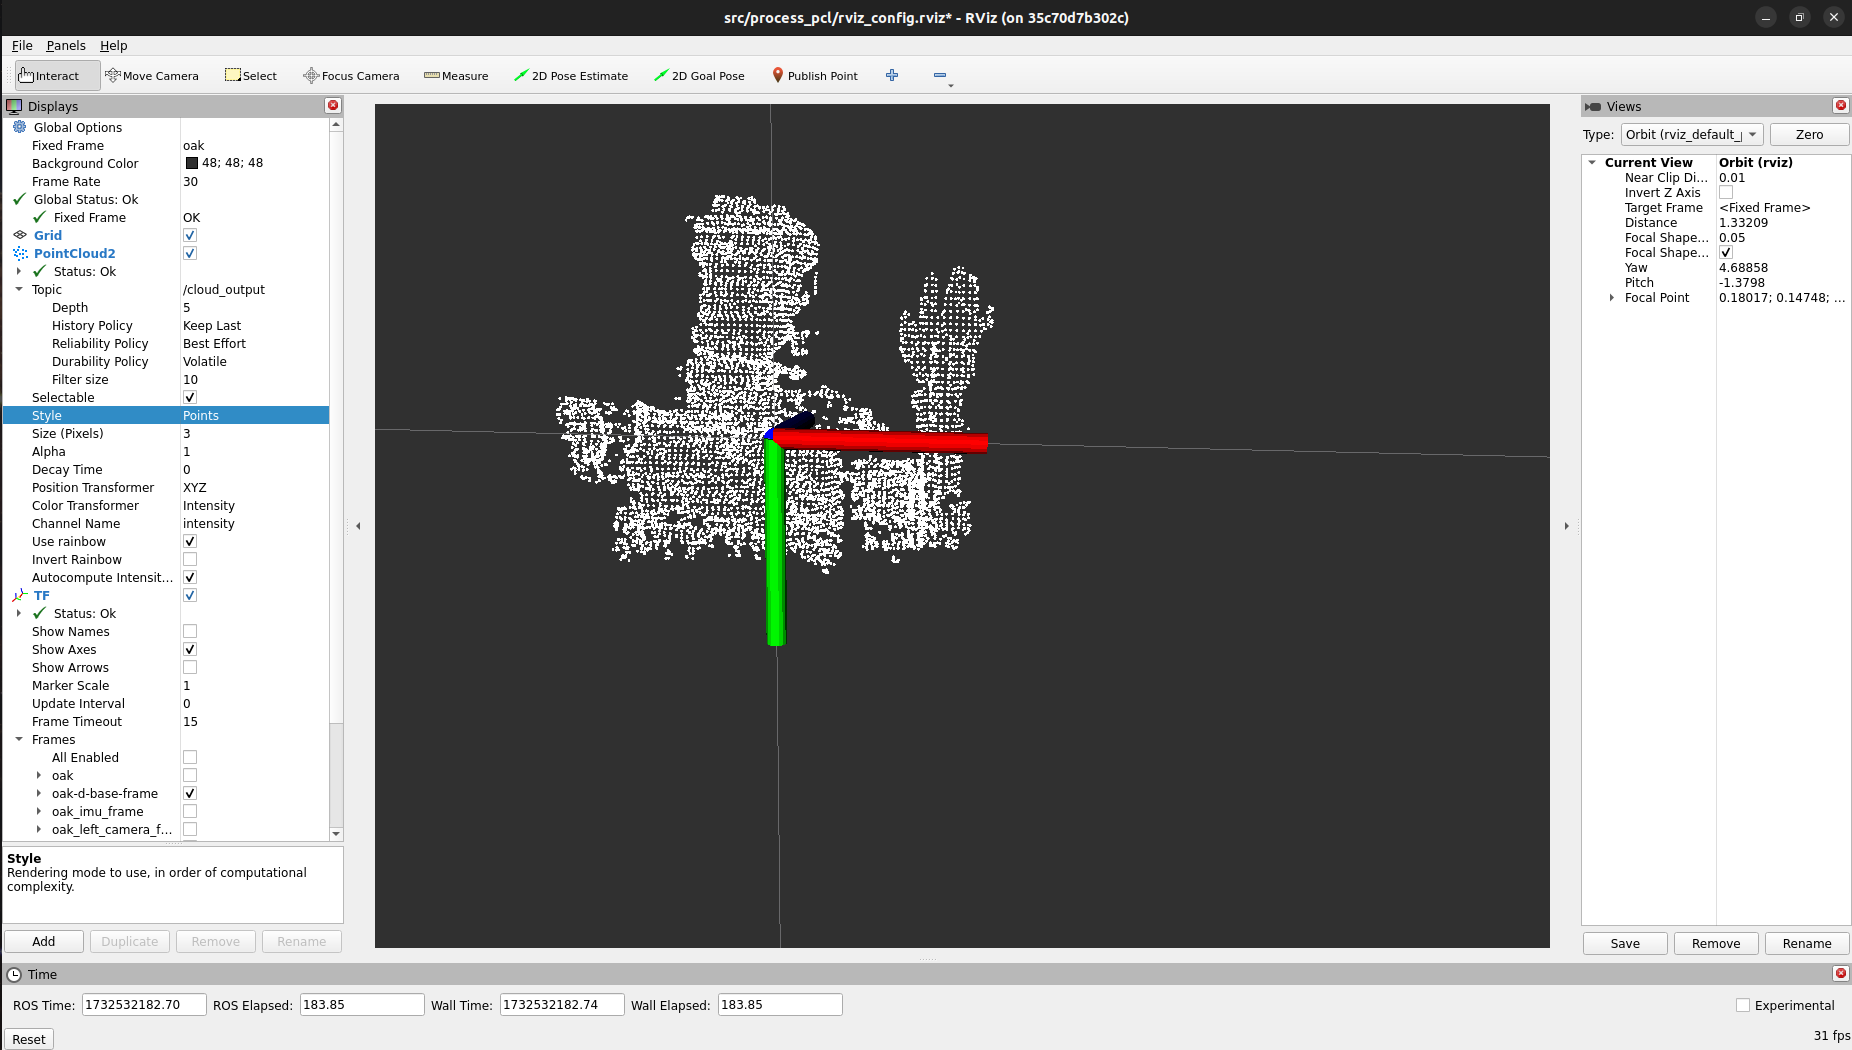 src/process_pcl/rviz_config.rviz* - RViz (on 35c70d7b302c)
File Panels Help
Interact Move Camera Select Focus Camera Measure 2D Pose Estimate 2D Goal Pose Publish Point
Displays
Global Options
Fixed Frame oak
Background Color 48; 48; 48
Frame Rate 30
Global Status: Ok
Fixed Frame OK
Grid
PointCloud2
Status: Ok
Topic /cloud_output
Depth 5
History Policy Keep Last
Reliability Policy Best Effort
Durability Policy Volatile
Filter size 10
Selectable
Style Points
Size (Pixels) 3
Alpha 1
Decay Time 0
Position Transformer XYZ
Color Transformer Intensity
Channel Name intensity
Use rainbow
Invert Rainbow
Autocompute Intensit...
TF
Status: Ok
Show Names
Show Axes
Show Arrows
Marker Scale 1
Update Interval 0
Frame Timeout 15
Frames
All Enabled
oak
oak-d-base-frame
oak_imu_frame
oak_left_camera_f...
Style
Rendering mode to use, in order of computational
complexity.
Add Duplicate Remove Rename
Views
Type: Orbit (rviz_default_ Zero
Current View Orbit (rviz)
Near Clip Di... 0.01
Invert Z Axis
Target Frame <Fixed Frame>
Distance 1.33209
Focal Shape... 0.05
Focal Shape...
Yaw 4.68858
Pitch -1.3798
Focal Point 0.18017; 0.14748; ...
Save Remove Rename
Time
ROS Time: 1732532182.70 ROS Elapsed: 183.85 Wall Time: 1732532182.74 Wall Elapsed: 183.85 Experimental
Reset 31 fps